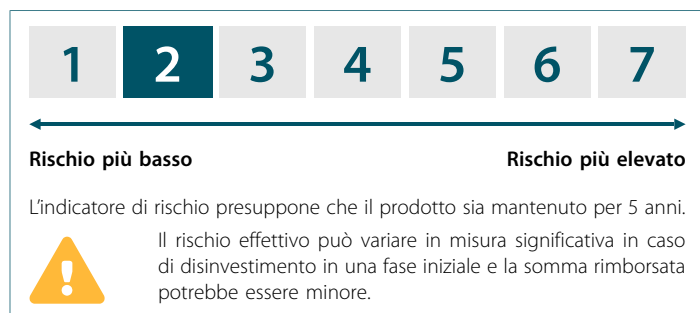 1 2 3 4 5 6 7
Rischio più basso Rischio più elevato
L'indicatore di rischio presuppone che il prodotto sia mantenuto per 5 anni.
Il rischio effettivo può variare in misura significativa in caso
di disinvestimento in una fase iniziale e la somma rimborsata
potrebbe essere minore.